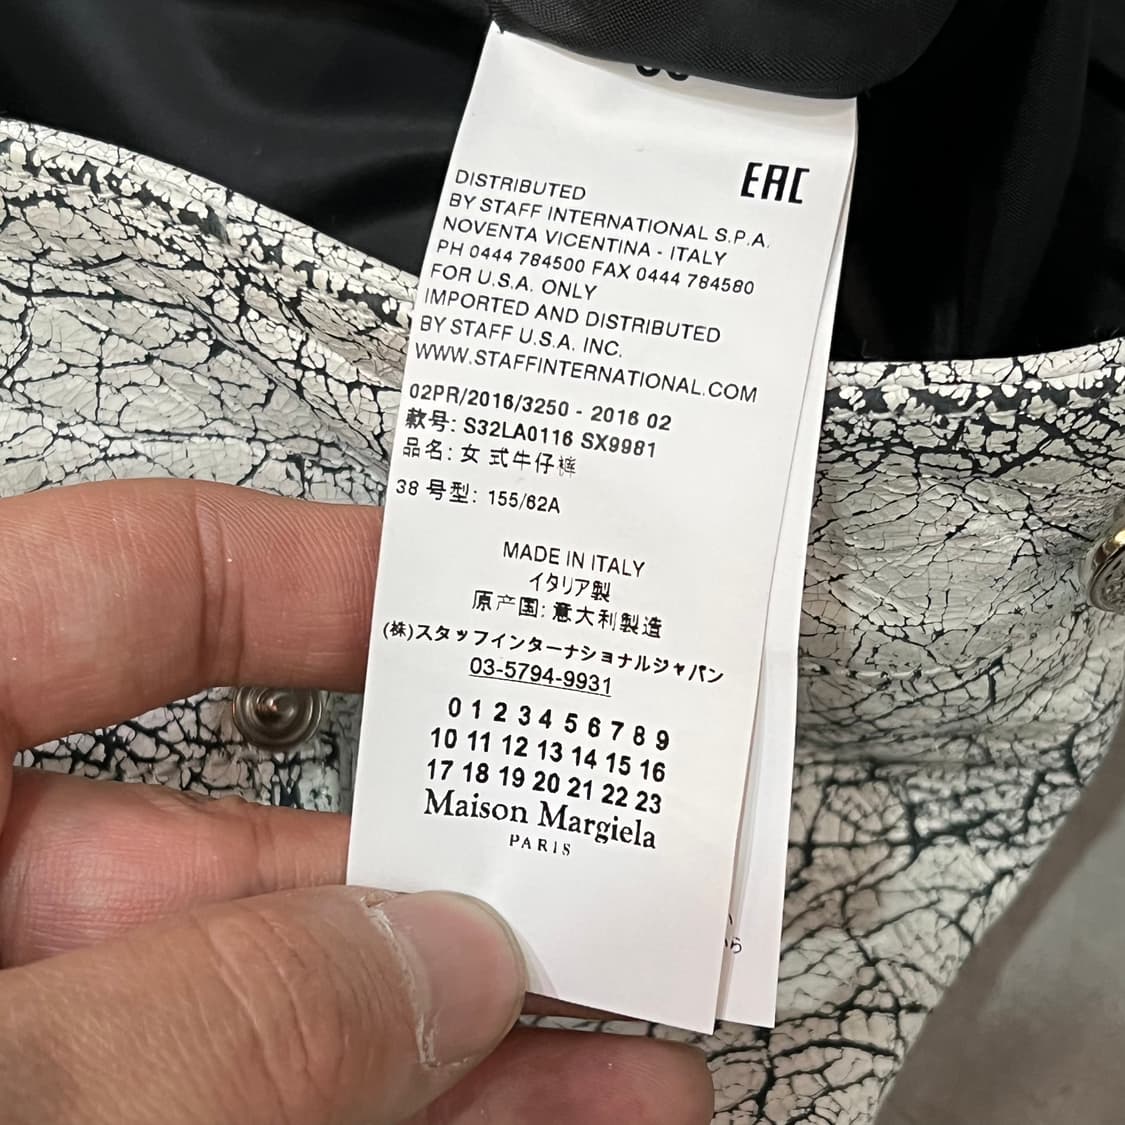 EAC
DISTRIBUTED
BY STAFF INTERNATIONAL S.P.A.
NOVENTA VICENTINA - ITALY
PH 0444 784500 FAX 0444 784580
FOR U.S.A. ONLY
IMPORTED AND DISTRIBUTED
BY STAFF U.S.A. INC.
WWW.STAFFINTERNATIONAL.COM
02PR/2016/3250 - 2016 02
款号: S32LA0116 SX9981
品名: 女 式牛仔裤
38 号型: 155/62A
MADE IN ITALY
イタリア製
原产国: 意大利製造
(株)スタッフインターナショナルジャパン
03-5794-9931
0 1 2 3 4 5 6 7 8 9
10 11 12 13 14 15 16
17 18 19 20 21 22 23
Maison Margiela
PARIS